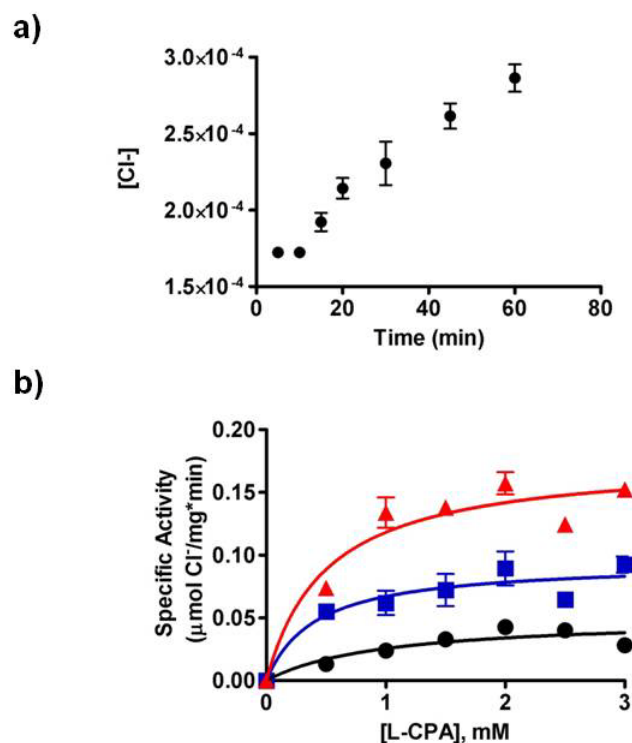 a)
3.0×10⁻⁴
2.5×10⁻⁴
2.0×10⁻⁴
1.5×10⁻⁴
[Cl-]
0 20 40 60 80
Time (min)
b)
0.20
0.15
0.10
0.05
0.00
Specific Activity
(μmol Cl⁻/mg*min)
0 1 2 3
[L-CPA], mM